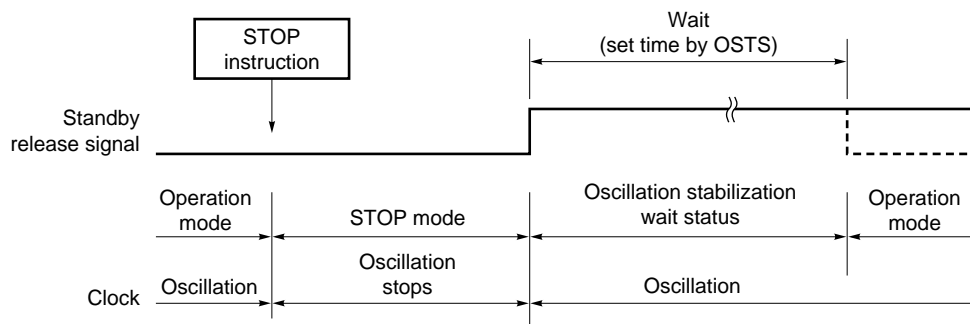 Wait
(set time by OSTS)
STOP
instruction
Standby
release signal
Operation
mode
STOP mode
Oscillation stabilization
wait status
Operation
mode
Clock
Oscillation
Oscillation
stops
Oscillation